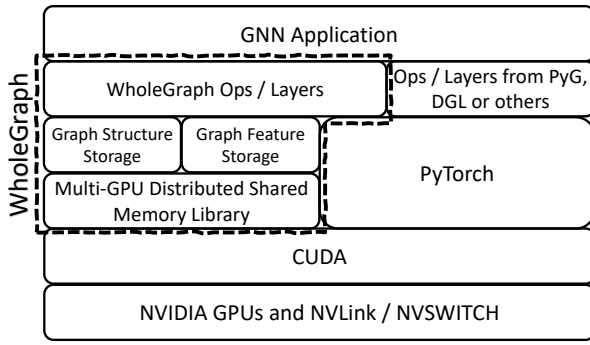 GNN Application
WholeGraph
WholeGraph Ops / Layers
Ops / Layers from PyG,
DGL or others
Graph Structure
Storage
Graph Feature
Storage
PyTorch
Multi-GPU Distributed Shared
Memory Library
CUDA
NVIDIA GPUs and NVLink / NVSWITCH